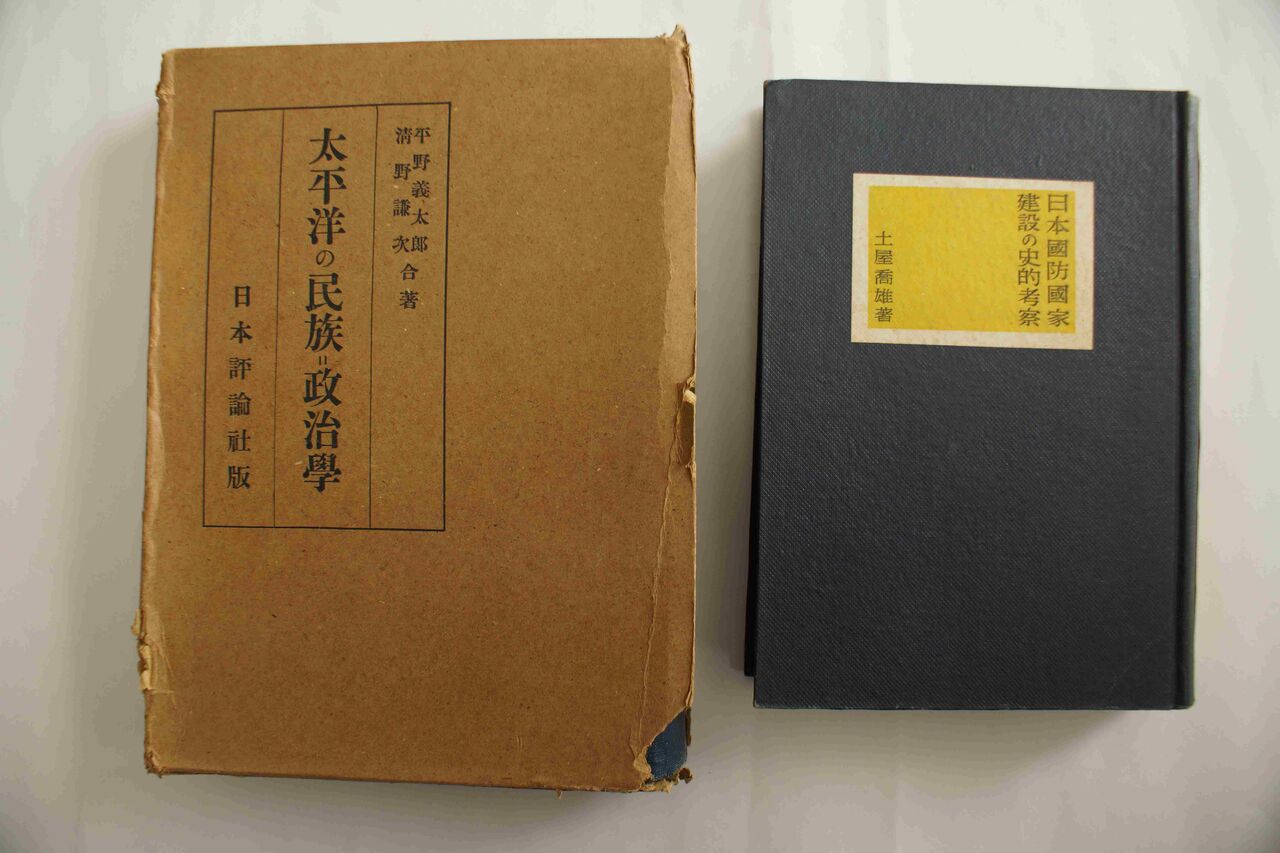 平野義太郎
淸野謙次合著
太平洋の民族=政治學
日本評論社版
日本國防國家
建設の史的考察
土屋喬雄著